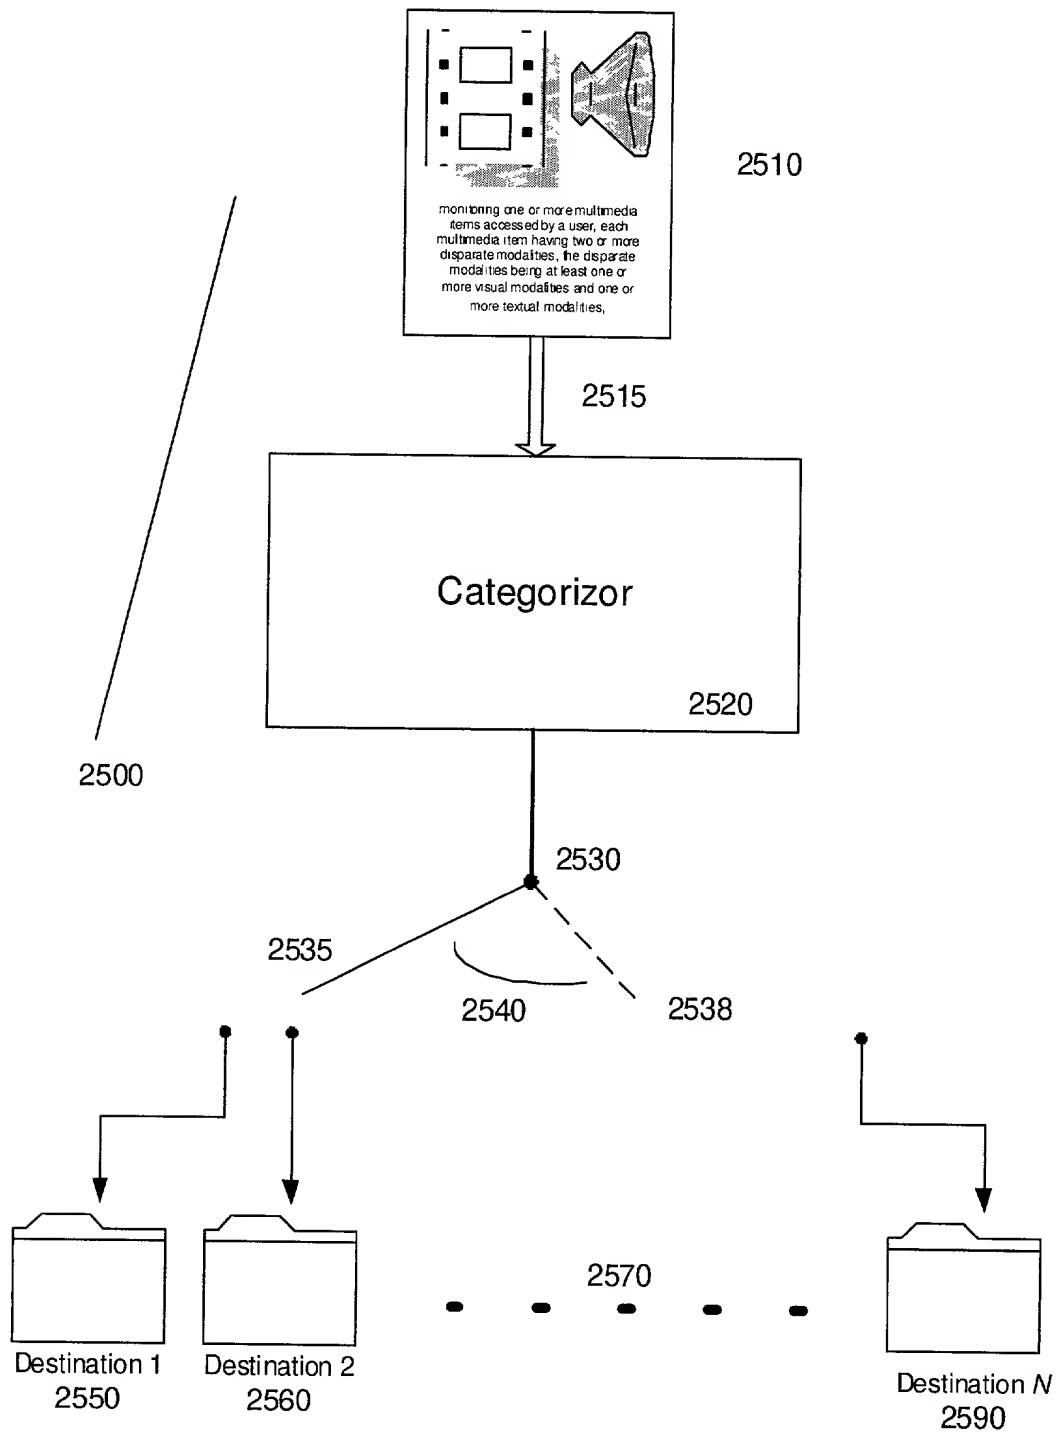 2510
monitoring one or more multimedia
items accessed by a user, each
multimedia item having two or more
disparate modalities, the disparate
modalities being at least one or
more visual modalities and one or
more textual modalities,
2515
Categorizor
2520
2500
2530
2535
2540
2538
2570
Destination 1
2550
Destination 2
2560
Destination N
2590